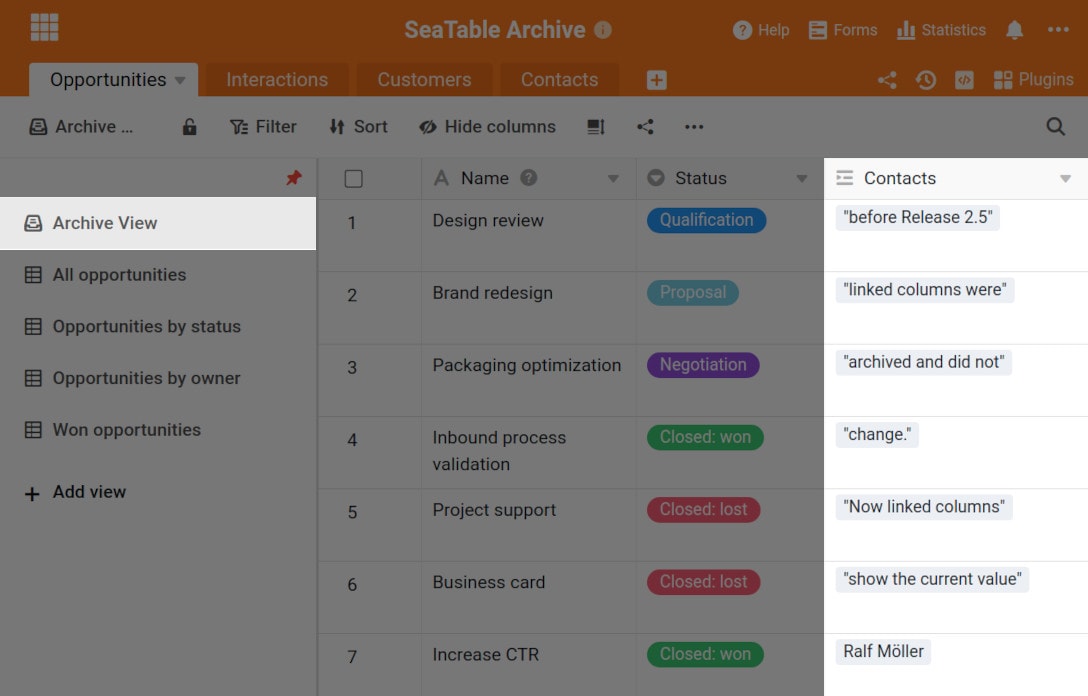 SeaTable Archive
Help
Forms
Statistics
Opportunities
Interactions
Customers
Contacts
Plugins
Archive ...
Filter
Sort
Hide columns
Name
Status
Contacts
Archive View
All opportunities
Opportunities by status
Opportunities by owner
Won opportunities
Add view
1 Design review Qualification "before Release 2.5"
2 Brand redesign Proposal "linked columns were"
3 Packaging optimization Negotiation "archived and did not"
4 Inbound process Closed: won "change."
validation
5 Project support Closed: lost "Now linked columns"
6 Business card Closed: lost "show the current value"
7 Increase CTR Closed: won Ralf Möller